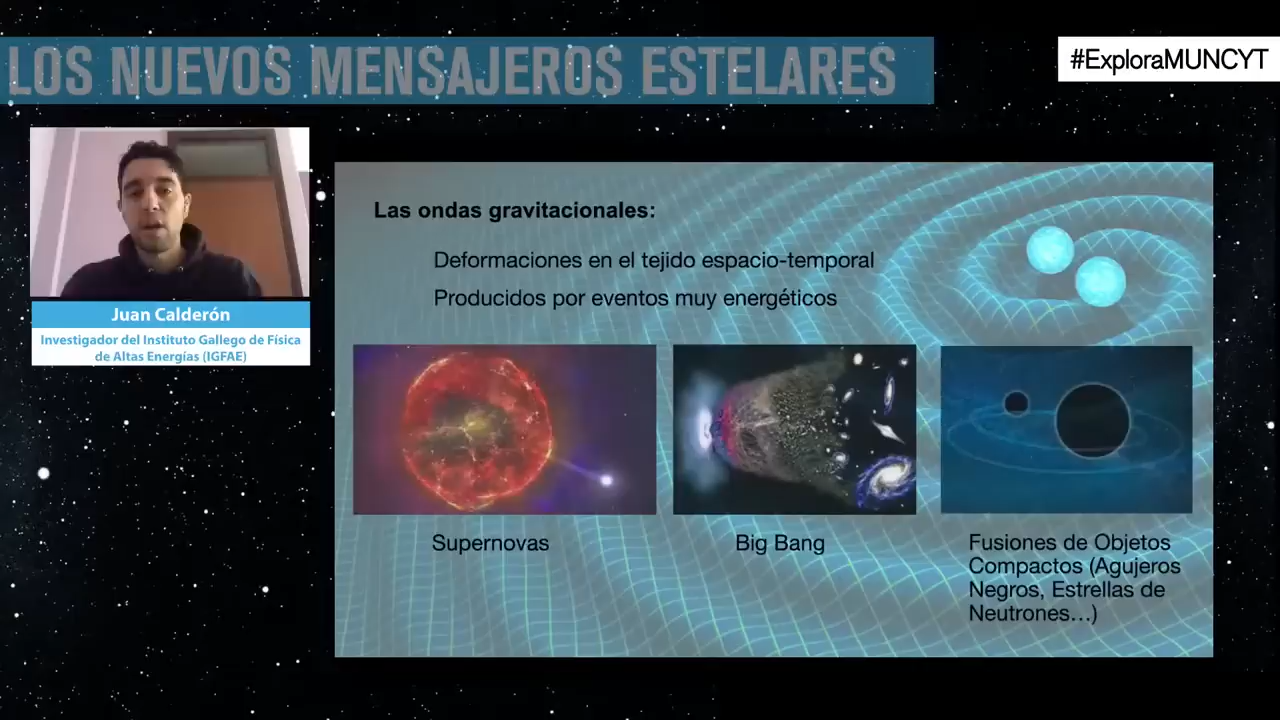 LOS NUEVOS MENSAJEROS ESTELARES
#ExploraMUNCYT
Juan Calderón
Investigador del Instituto Gallego de Física
de Altas Energías (IGFAE)
Las ondas gravitacionales:
Deformaciones en el tejido espacio-temporal
Producidos por eventos muy energéticos
Supernovas
Big Bang
Fusiones de Objetos
Compactos (Agujeros
Negros, Estrellas de
Neutrones...)